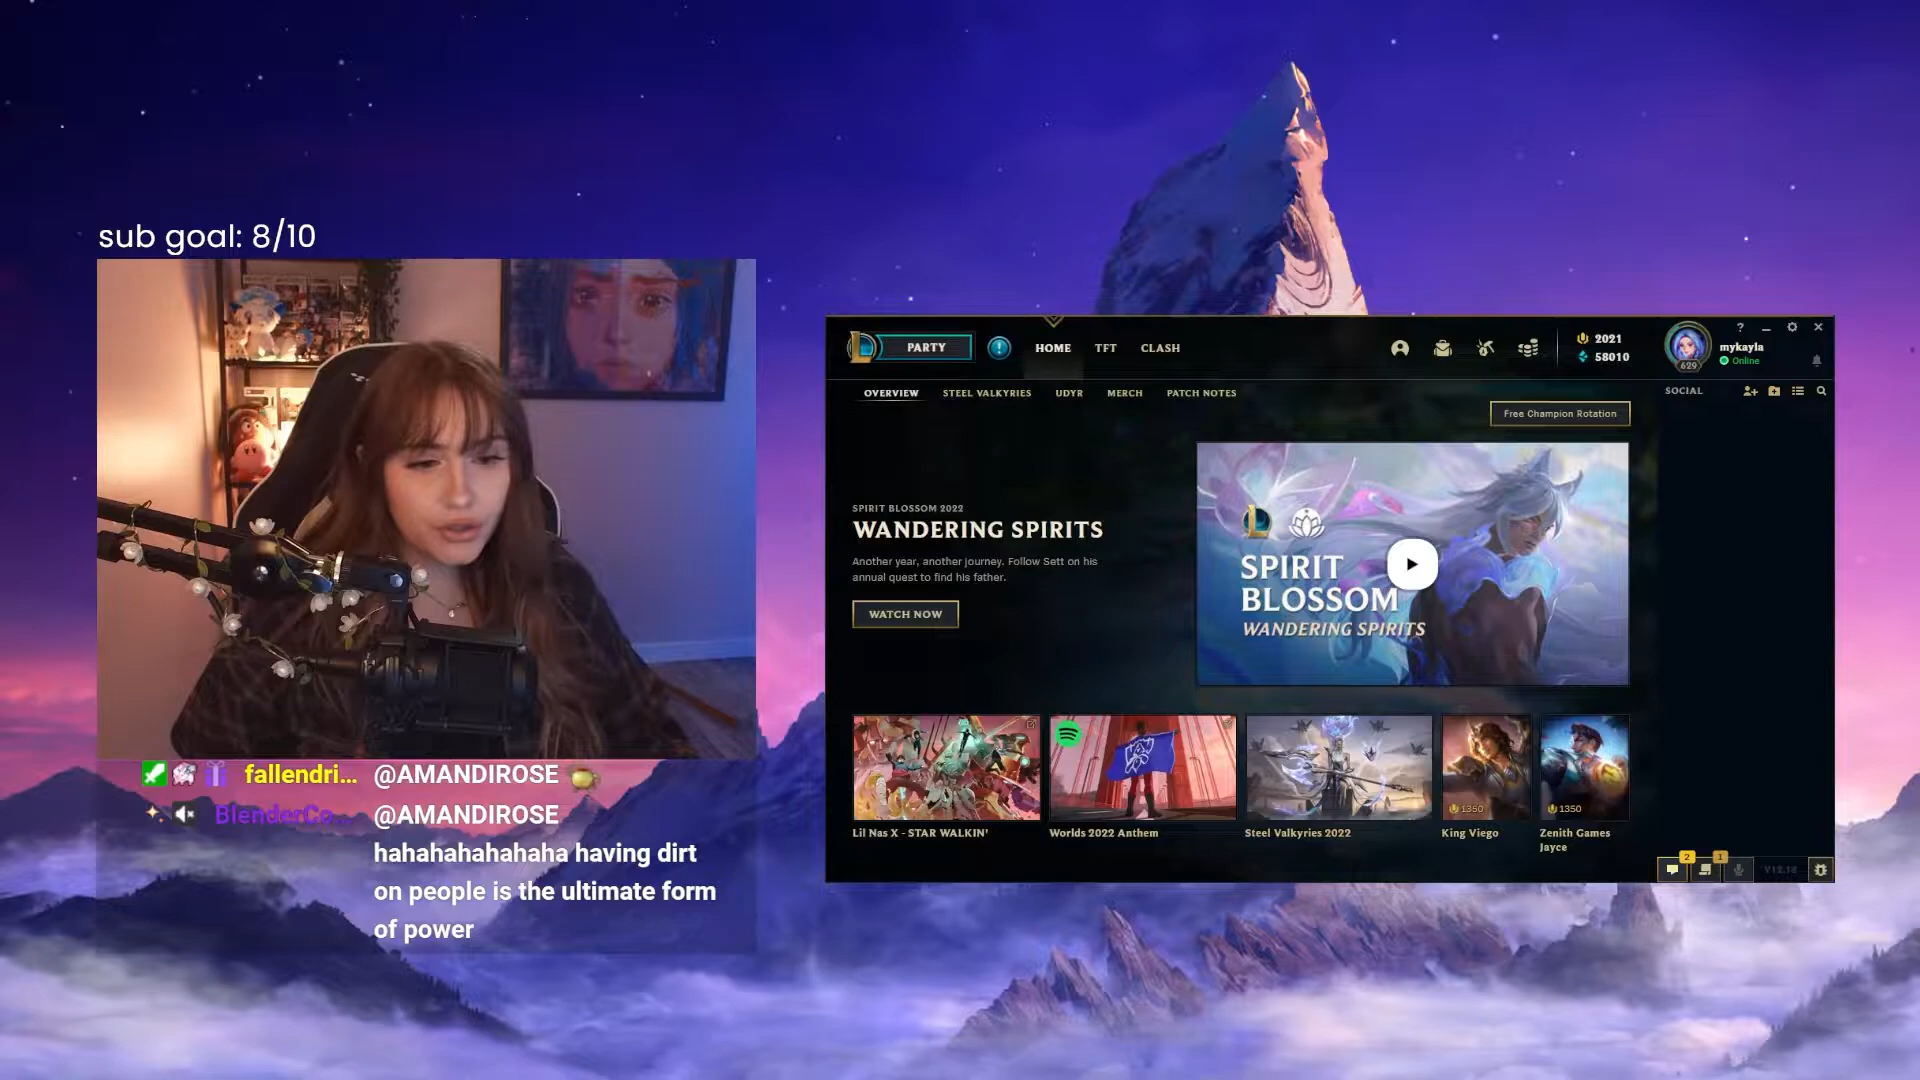 sub goal: 8/10
fallendri... @AMANDIROSE
BlenderCo... @AMANDIROSE
hahahahahahaha having dirt
on people is the ultimate form
of power
PARTY
HOME
TFT
CLASH
2021
58010
629
mykayla
Online
OVERVIEW
STEEL VALKYRIES
UDYR
MERCH
PATCH NOTES
SOCIAL
Free Champion Rotation
SPIRIT BLOSSOM 2022
WANDERING SPIRITS
Another year, another journey. Follow Sett on his
annual quest to find his father.
WATCH NOW
SPIRIT
BLOSSOM
WANDERING SPIRITS
1350
1350
Lil Nas X - STAR WALKIN'
Worlds 2022 Anthem
Steel Valkyries 2022
King Viego
Zenith Games
Jayce
2
1
V12.18